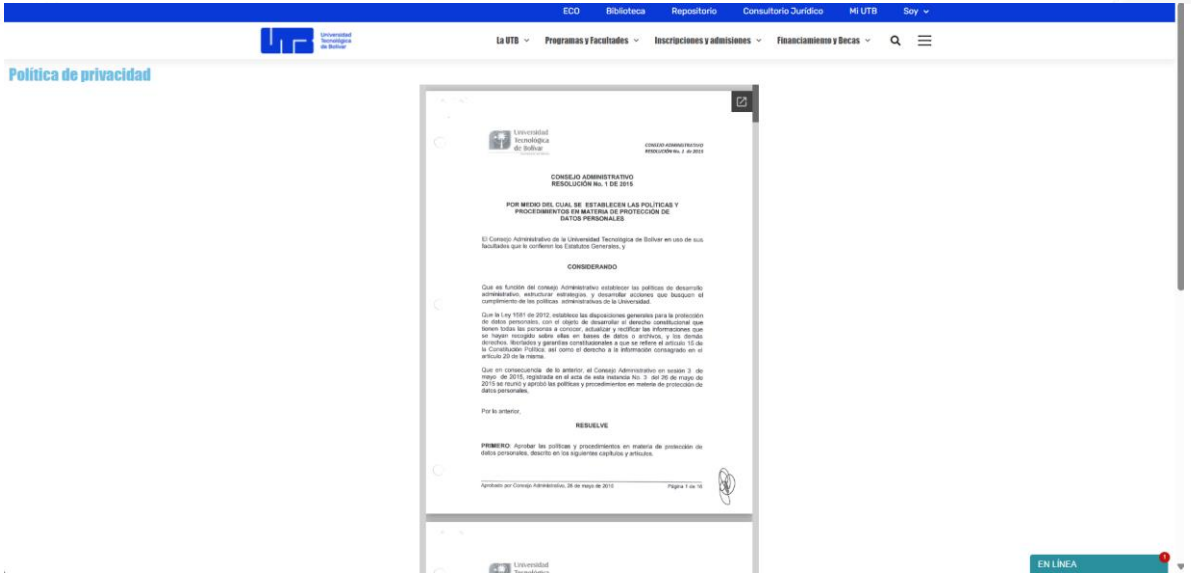 ECO Biblioteca Repositorio Consultorio Jurídico Mi UTB Soy
UTB Universidad Tecnológica de Bolívar
La UTB Programas y Facultades Inscripciones y admisiones Financiamiento y Becas
Política de privacidad
Universidad
Tecnológica
de Bolívar
CONSEJO ADMINISTRATIVO
RESOLUCIÓN No. 1 de 2015
CONSEJO ADMINISTRATIVO
RESOLUCIÓN No. 1 DE 2015
POR MEDIO DEL CUAL SE ESTABLECEN LAS POLÍTICAS Y
PROCEDIMIENTOS EN MATERIA DE PROTECCIÓN DE
DATOS PERSONALES
El Consejo Administrativo de la Universidad Tecnológica de Bolívar en uso de sus
facultades que le confieren los Estatutos Generales, y
CONSIDERANDO
Que es función del consejo Administrativo establecer las políticas de desarrollo
administrativo, estructurar estrategias, y desarrollar acciones que busquen el
cumplimiento de las políticas administrativas de la Universidad.
Que la Ley 1581 de 2012, establece las disposiciones generales para la protección
de datos personales, con el objeto de desarrollar el derecho constitucional que
tienen todas las personas a conocer, actualizar y rectificar las informaciones que
se hayan recogido sobre ellas en bases de datos o archivos, y los demás
derechos, libertades y garantías constitucionales a que se refiere el artículo 15 de
la Constitución Política; así como el derecho a la información consagrado en el
artículo 20 de la misma.
Que en consecuencia de lo anterior, el Consejo Administrativo en sesión 3 de
mayo de 2015, registrada en el acta de esta instancia No. 3 del 26 de mayo de
2015 se reunió y aprobó las políticas y procedimientos en materia de protección de
datos personales.
Por lo anterior,
RESUELVE
PRIMERO: Aprobar las políticas y procedimientos en materia de protección de
datos personales, descrito en los siguientes capítulos y artículos.
Aprobado por Consejo Administrativo, 26 de mayo de 2015 Página 1 de 16
Universidad
Tecnológica
EN LÍNEA